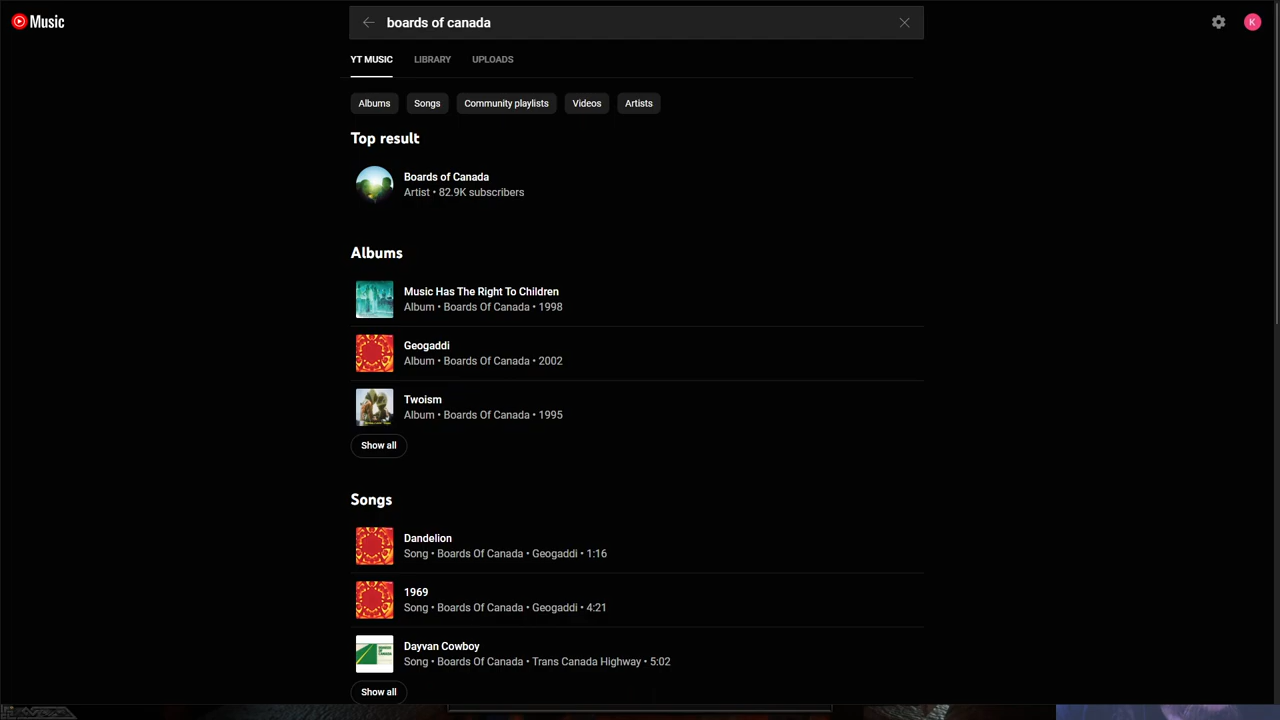 Music
boards of canada
K
YT MUSIC LIBRARY UPLOADS
Albums Songs Community playlists Videos Artists
Top result
Boards of Canada
Artist • 82.9K subscribers
Albums
Music Has The Right To Children
Album • Boards Of Canada • 1998
Geogaddi
Album • Boards Of Canada • 2002
Twoism
Album • Boards Of Canada • 1995
Show all
Songs
Dandelion
Song • Boards Of Canada • Geogaddi • 1:16
1969
Song • Boards Of Canada • Geogaddi • 4:21
Dayvan Cowboy
Song • Boards Of Canada • Trans Canada Highway • 5:02
Show all